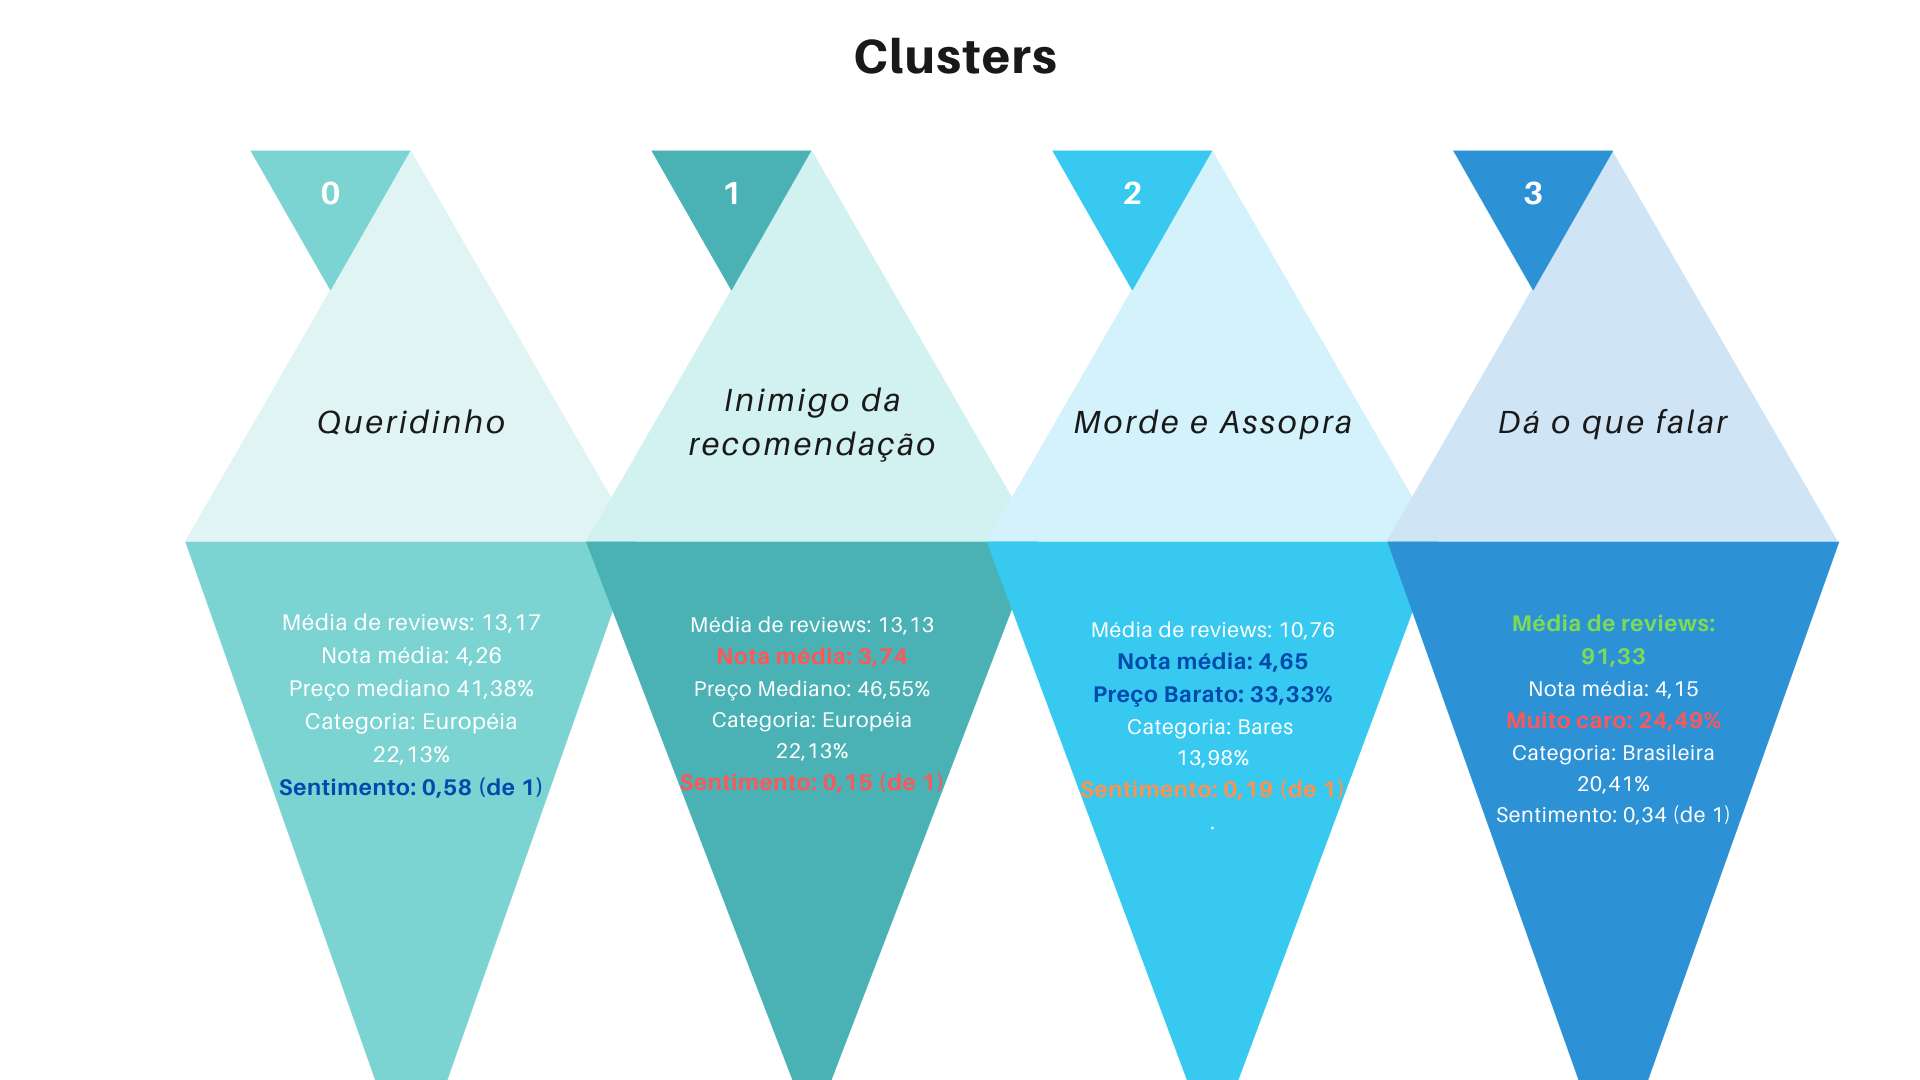 Clusters
0
Queridinho
Média de reviews: 13,17
Nota média: 4,26
Preço mediano 41,38%
Categoria: Européia
22,13%
Sentimento: 0,58 (de 1)
1
Inimigo da
recomendação
Média de reviews: 13,13
Nota média: 3,74
Preço Mediano: 46,55%
Categoria: Européia
22,13%
Sentimento: 0,15 (de 1)
2
Morde e Assopra
Média de reviews: 10,76
Nota média: 4,65
Preço Barato: 33,33%
Categoria: Bares
13,98%
Sentimento: 0,19 (de 1)
.
3
Dá o que falar
Média de reviews:
91,33
Nota média: 4,15
Muito caro: 24,49%
Categoria: Brasileira
20,41%
Sentimento: 0,34 (de 1)